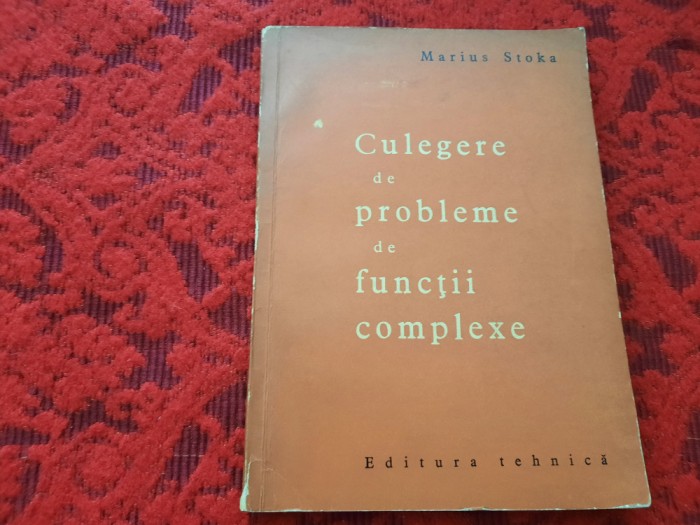 Marius Stoka
Culegere
de
probleme
de
funcţii
complexe
Editura tehnică